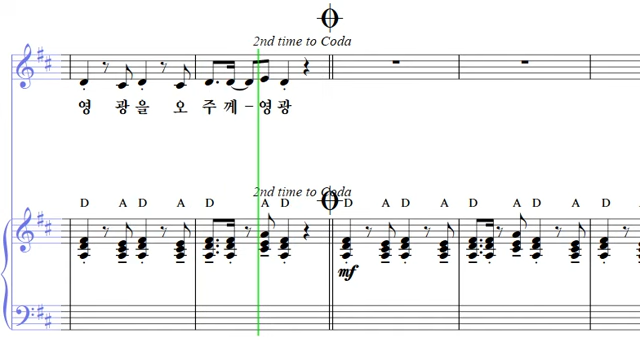 2nd time to Coda
영 광을 오 주께-영광
2nd time to Coda
D A D A D A D D A D A D A D A D
mf